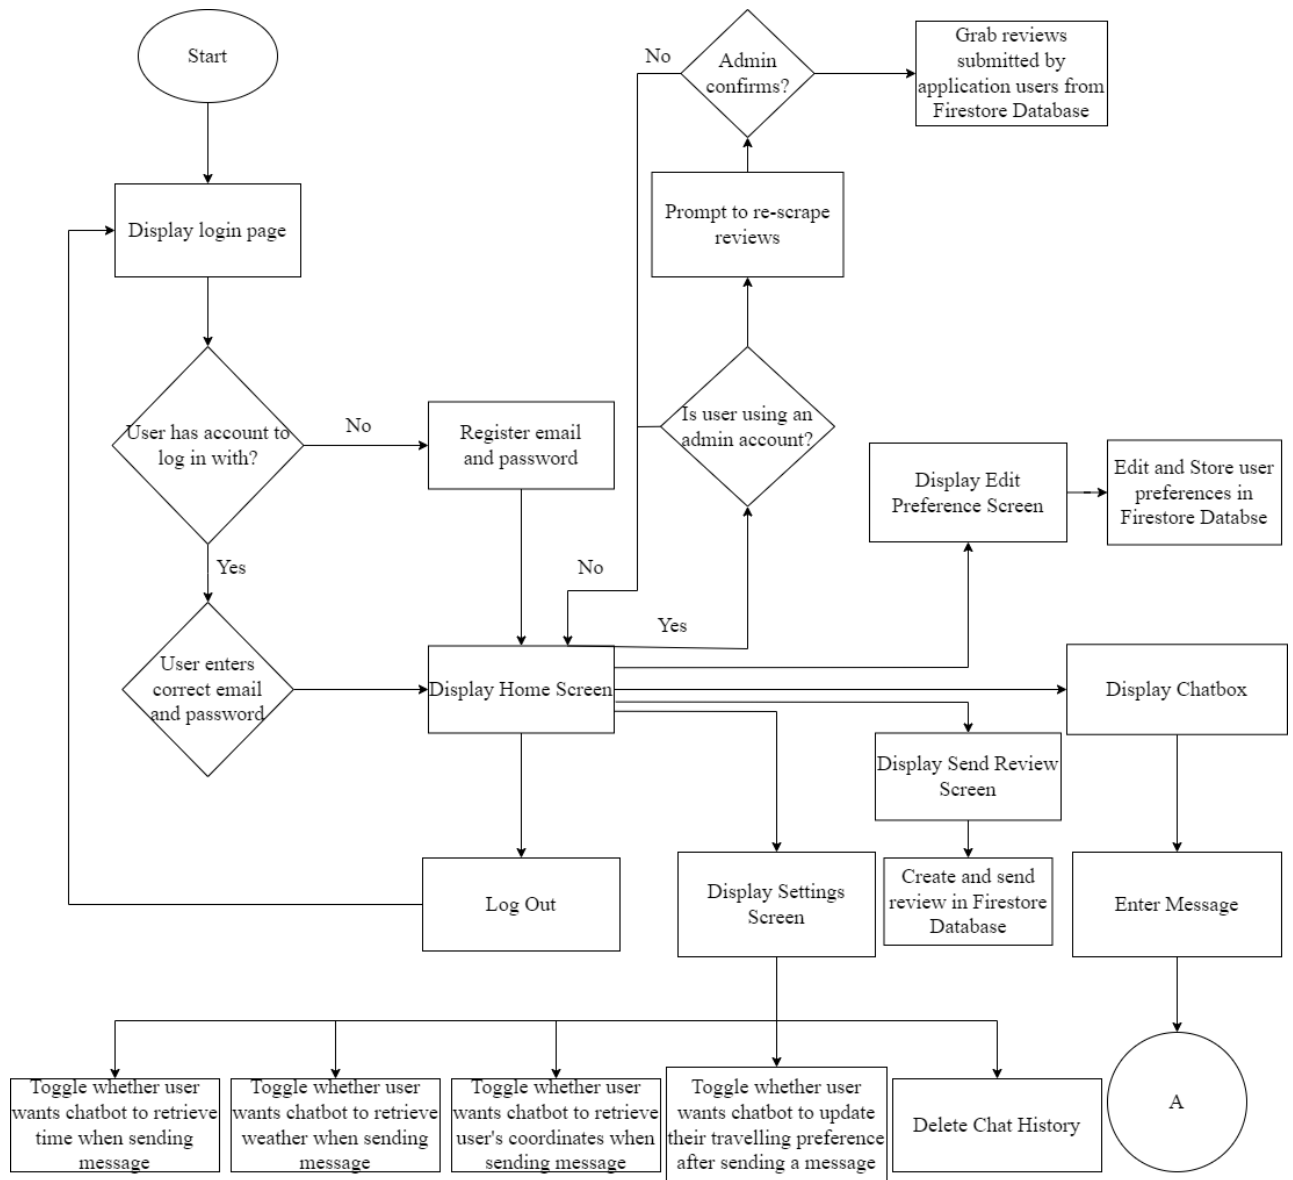 Start
Display login page
User has account to
log in with?
No
Register email
and password
Yes
User enters
correct email
and password
Display Home Screen
Log Out
No
Admin
confirms?
Grab reviews
submitted by
application users from
Firestore Database
Prompt to re-scrape
reviews
Is user using an
admin account?
No
Yes
Display Edit
Preference Screen
Edit and Store user
preferences in
Firestore Databse
Display Chatbox
Display Send Review
Screen
Create and send
review in Firestore
Database
Enter Message
A
Display Settings
Screen
Toggle whether user
wants chatbot to retrieve
time when sending
message
Toggle whether user
wants chatbot to retrieve
weather when sending
message
Toggle whether user
wants chatbot to retrieve
user's coordinates when
sending message
Toggle whether user
wants chatbot to update
their travelling preference
after sending a message
Delete Chat History